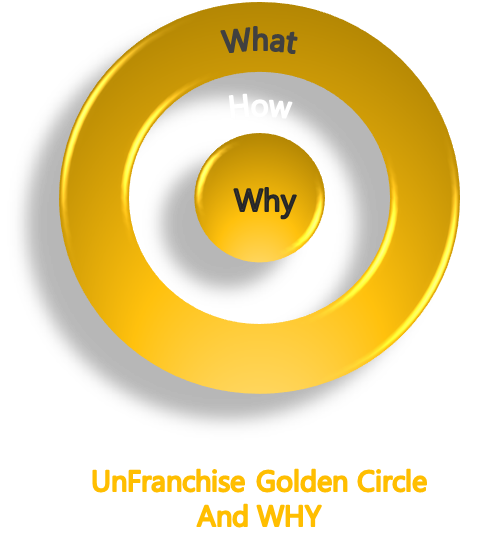 What
How
Why
UnFranchise Golden Circle
And WHY